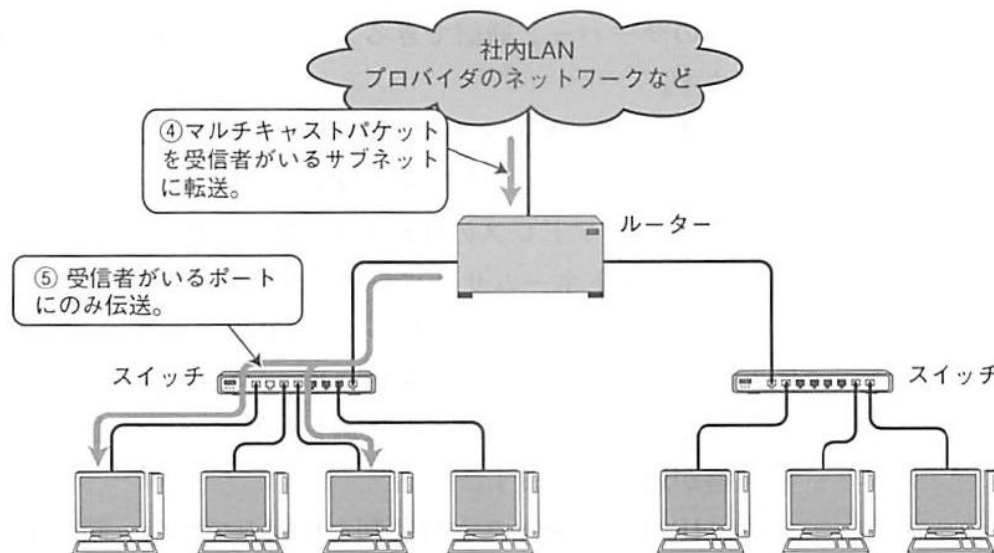 社内LAN
プロバイダのネットワークなど
④マルチキャストパケット
を受信者がいるサブネット
に転送。
ルーター
⑤ 受信者がいるポート
にのみ伝送。
スイッチ
スイッチ